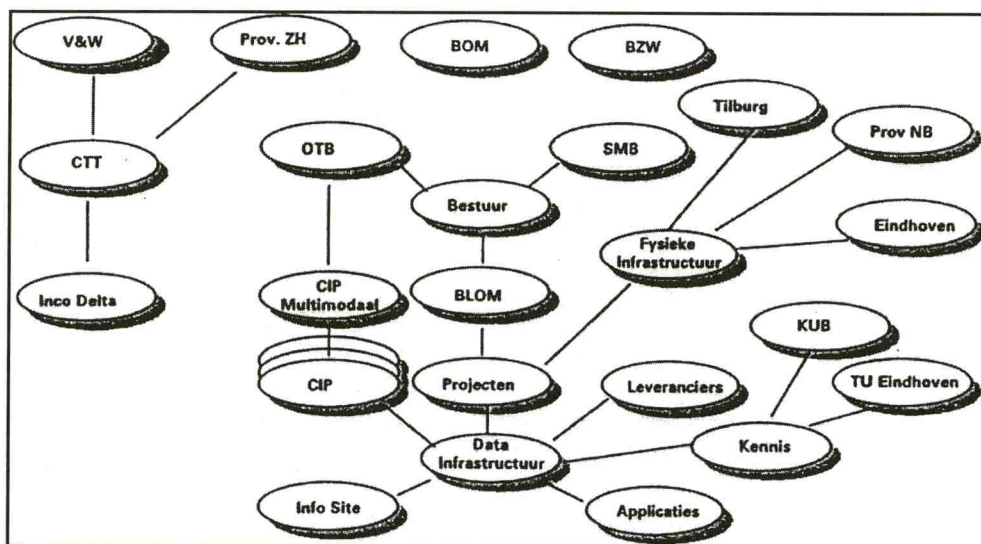 V&W
Prov. ZH
BOM
BZW
Tilburg
Prov NB
CTT
OTB
SMB
Bestuur
Eindhoven
Fysieke
Infrastructuur
Inco Delta
CIP
Multimodaal
BLOM
KUB
CIP
Projecten
Leveranciers
TU Eindhoven
Data
Infrastructuur
Kennis
Info Site
Applicaties